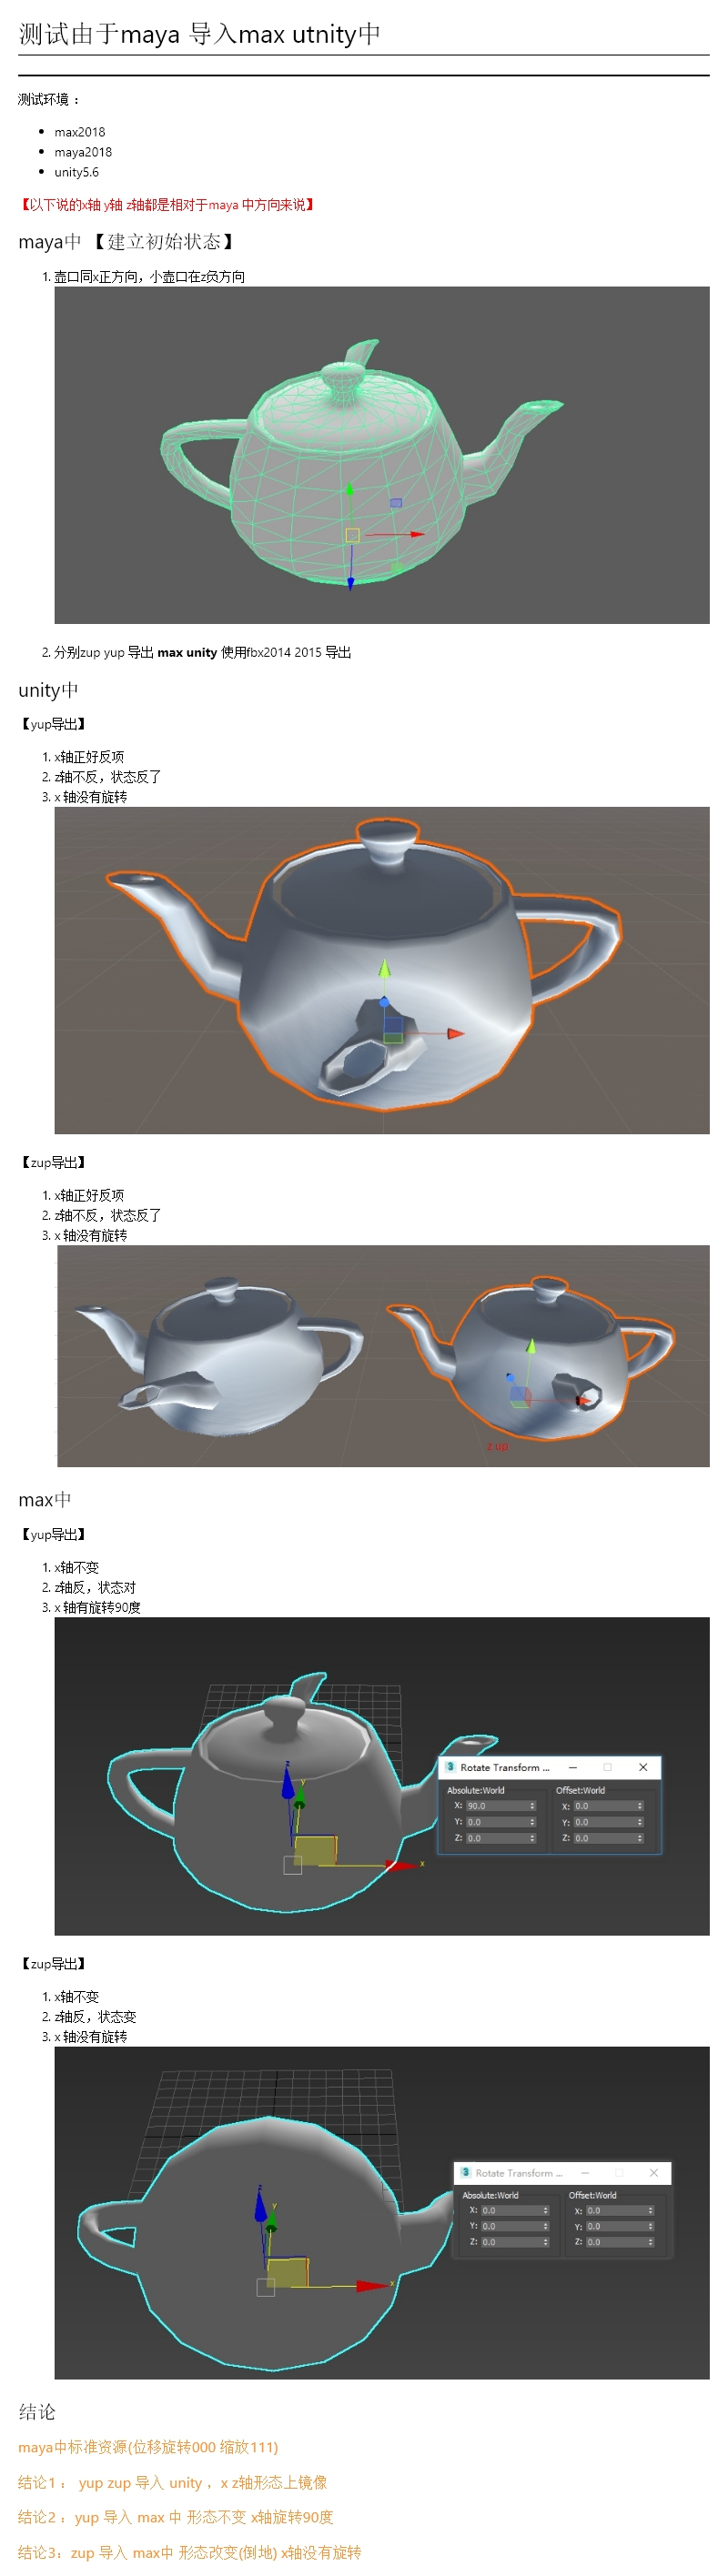 测试由于maya 导入max utnity中
测试环境 ：
max2018
maya2018
unity5.6
【以下说的x轴 y轴 z轴都是相对于maya 中方向来说】
maya中 【建立初始状态】
1. 壶口同x正方向，小壶口在z负方向
2. 分别zup yup 导出 max unity 使用fbx2014 2015 导出
unity中
【yup导出】
1. x轴正好反项
2. z轴不反，状态反了
3. x 轴没有旋转
【zup导出】
1. x轴正好反项
2. z轴不反，状态反了
3. x 轴没有旋转
z up
max中
【yup导出】
1. x轴不变
2. z轴反，状态对
3. x 轴有旋转90度
z
y
x
3 Rotate Transform ...
Absolute:World Offset:World
X: 90.0 X: 0.0
Y: 0.0 Y: 0.0
Z: 0.0 Z: 0.0
【zup导出】
1. x轴不变
2. z轴反，状态变
3. x 轴没有旋转
z
y
x
3 Rotate Transform ...
Absolute:World Offset:World
X: 0.0 X: 0.0
Y: 0.0 Y: 0.0
Z: 0.0 Z: 0.0
结论
maya中标准资源(位移旋转000 缩放111)
结论1 ： yup zup 导入 unity ，x z轴形态上镜像
结论2 ：yup 导入 max 中 形态不变 x轴旋转90度
结论3：zup 导入 max中 形态改变(倒地) x轴没有旋转